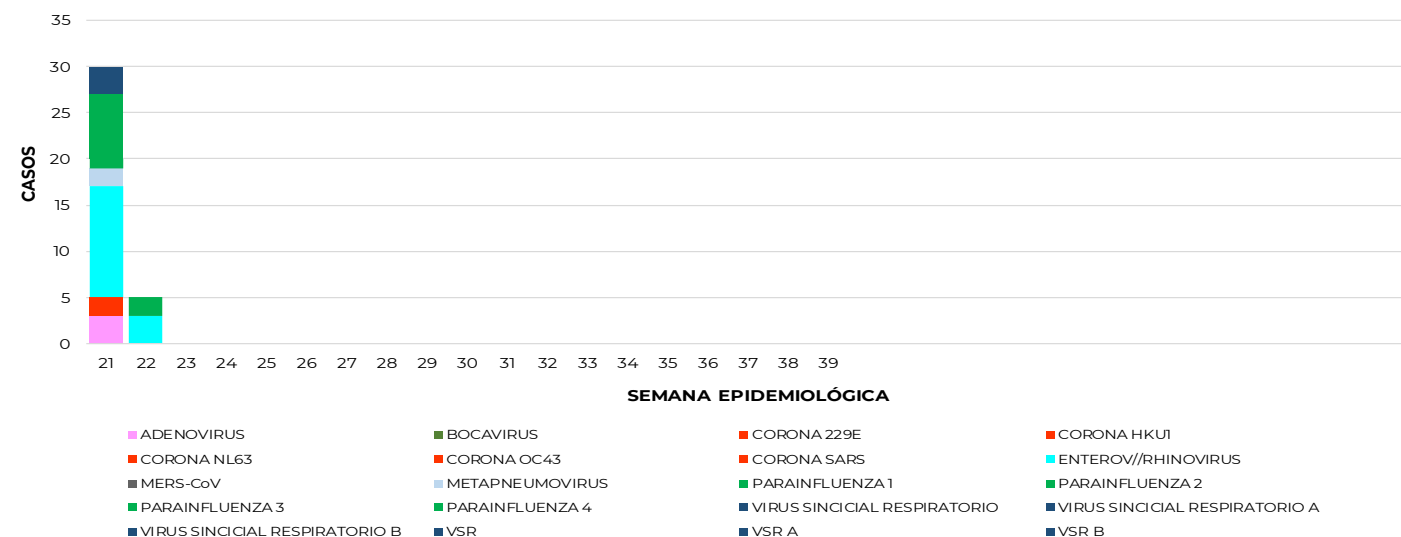 35
30
25
20
15
10
5
0
CASOS
21 22 23 24 25 26 27 28 29 30 31 32 33 34 35 36 37 38 39
SEMANA EPIDEMIOLÓGICA
ADENOVIRUS BOCAVIRUS CORONA 229E CORONA HKU1
CORONA NL63 CORONA OC43 CORONA SARS ENTEROV//RHINOVIRUS
MERS-CoV METAPNEUMOVIRUS PARAINFLUENZA 1 PARAINFLUENZA 2
PARAINFLUENZA 3 PARAINFLUENZA 4 VIRUS SINCICIAL RESPIRATORIO VIRUS SINCICIAL RESPIRATORIO A
VIRUS SINCICIAL RESPIRATORIO B VSR VSR A VSR B